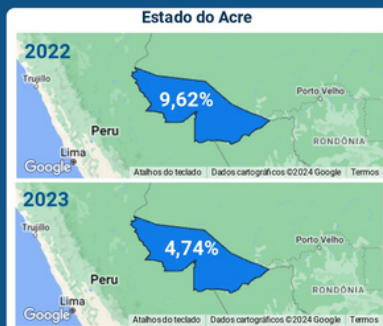 Estado do Acre
2022
Trujillo
9,62%
Porto Velho
Peru
RONDÔNIA
Lima
Google
Atalhos do teclado Dados cartográficos ©2024 Google Termos
2023
Trujillo
4,74%
Porto Velho
Peru
RONDÔNIA
Lima
Google
Atalhos do teclado Dados cartográficos ©2024 Google Termos